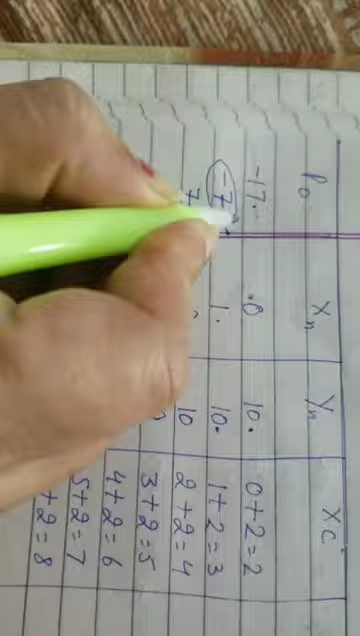 P₀ Xₙ Yₙ XC
-17. .0 10. 0+2=2
-7 1. 10. 1+2=3
7 10 2+2=4
3+2=5
4+2=6
5+2=7
+2=8